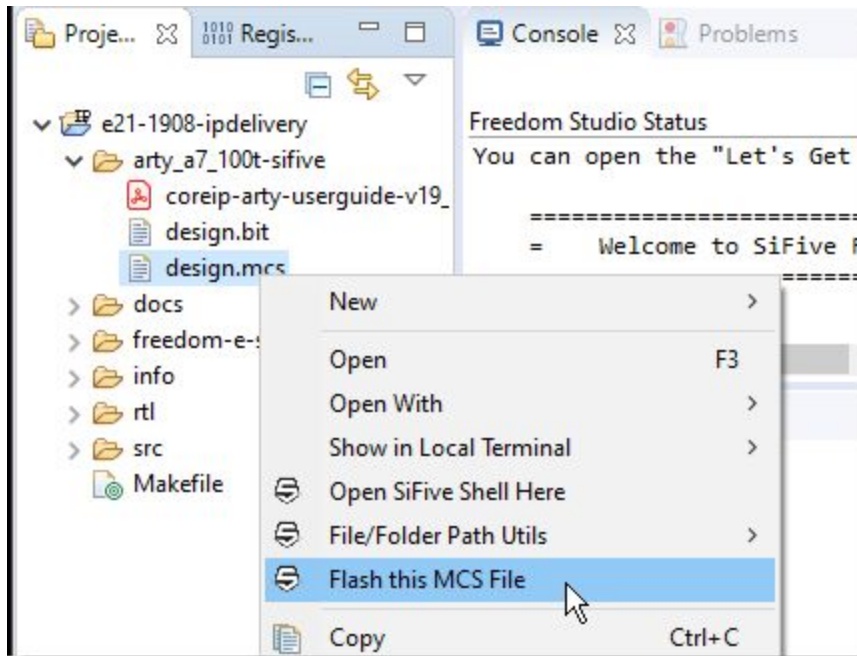 Proje...
1010
0101
Regis...
Console
Problems
e21-1908-ipdelivery
arty_a7_100t-sifive
coreip-arty-userguide-v19_
design.bit
design.mcs
docs
freedom-e-s
info
rtl
src
Makefile
Freedom Studio Status
You can open the "Let's Get
=======================
=    Welcome to SiFive F
=====
New
Open F3
Open With
Show in Local Terminal
Open SiFive Shell Here
File/Folder Path Utils
Flash this MCS File
Copy Ctrl+C